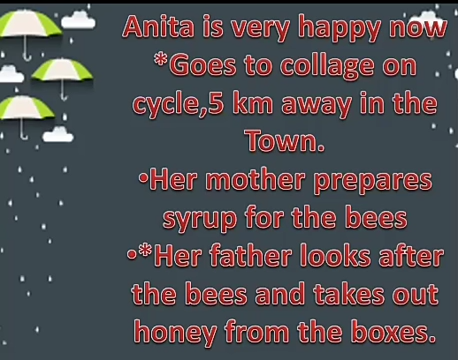 Anita is very happy now
*Goes to collage on
cycle,5 km away in the
Town.
•Her mother prepares
syrup for the bees
•*Her father looks after
the bees and takes out
honey from the boxes.